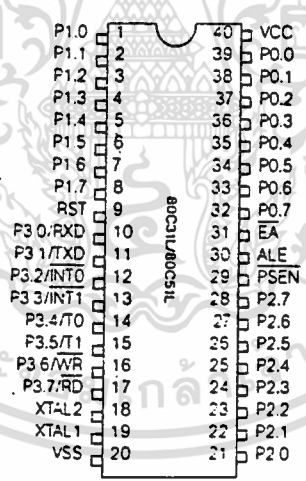 P1.0 1 40 VCC
P1.1 2 39 P0.0
P1.2 3 38 P0.1
P1.3 4 37 P0.2
P1.4 5 36 P0.3
P1.5 6 35 P0.4
P1.6 7 34 P0.5
P1.7 8 33 P0.6
RST 9 32 P0.7
P3.0/RXD 10 31 EA
P3.1/TXD 11 30 ALE
P3.2/INT0 12 29 PSEN
P3.3/INT1 13 28 P2.7
P3.4/T0 14 27 P2.6
P3.5/T1 15 26 P2.5
P3.6/WR 16 25 P2.4
P3.7/RD 17 24 P2.3
XTAL2 18 23 P2.2
XTAL1 19 22 P2.1
VSS 20 21 P2.0
80C31L/80C51L